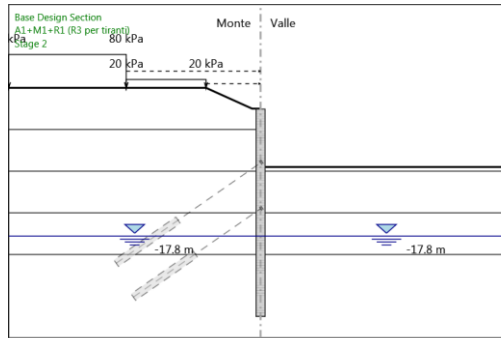 Base Design Section
A1+M1+R1 (R3 per tiranti)
Stage 2
Monte
Valle
kPa
80 kPa
20 kPa
20 kPa
-17.8 m
-17.8 m